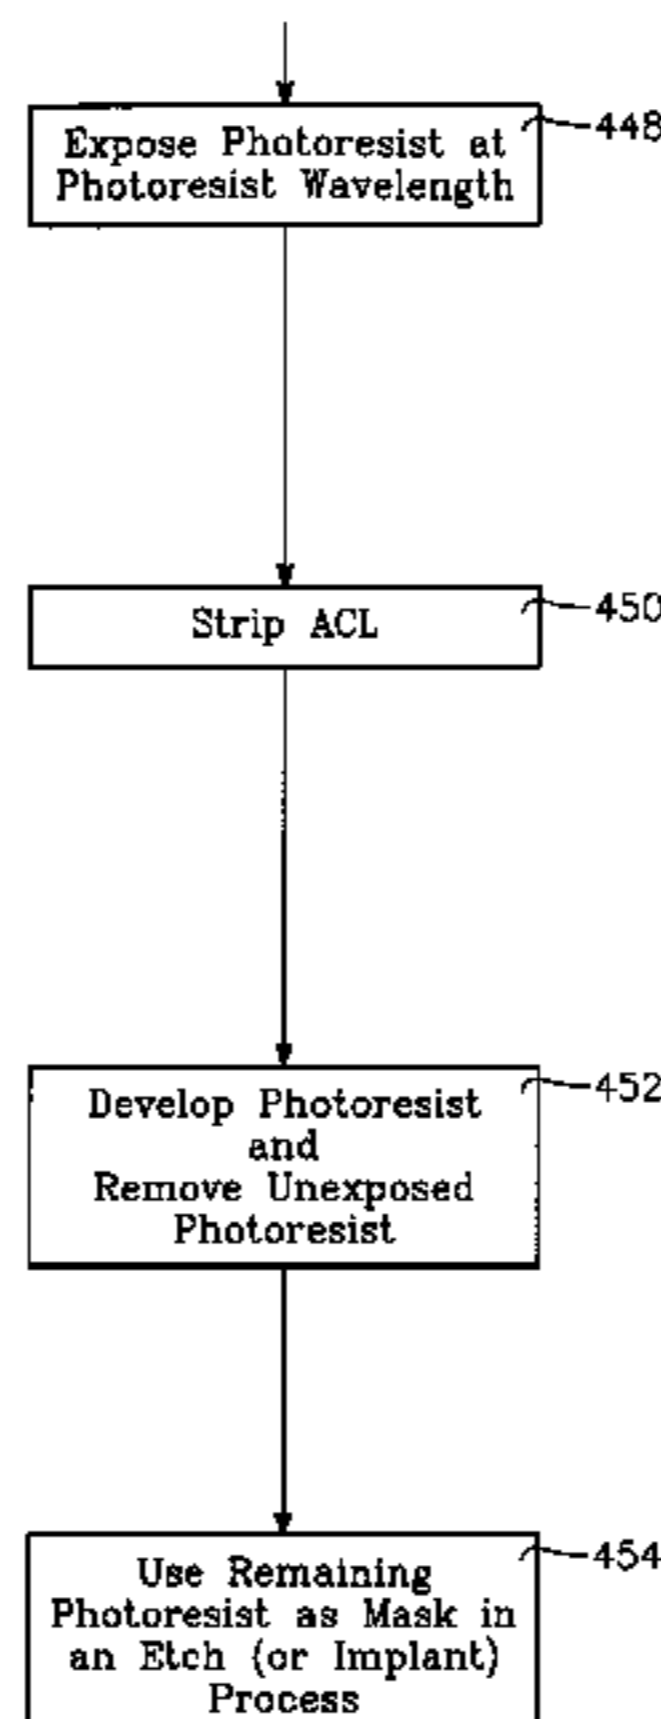 Expose Photoresist at
Photoresist Wavelength
448
Strip ACL
450
Develop Photoresist
and
Remove Unexposed
Photoresist
452
Use Remaining
Photoresist as Mask in
an Etch (or Implant)
Process
454